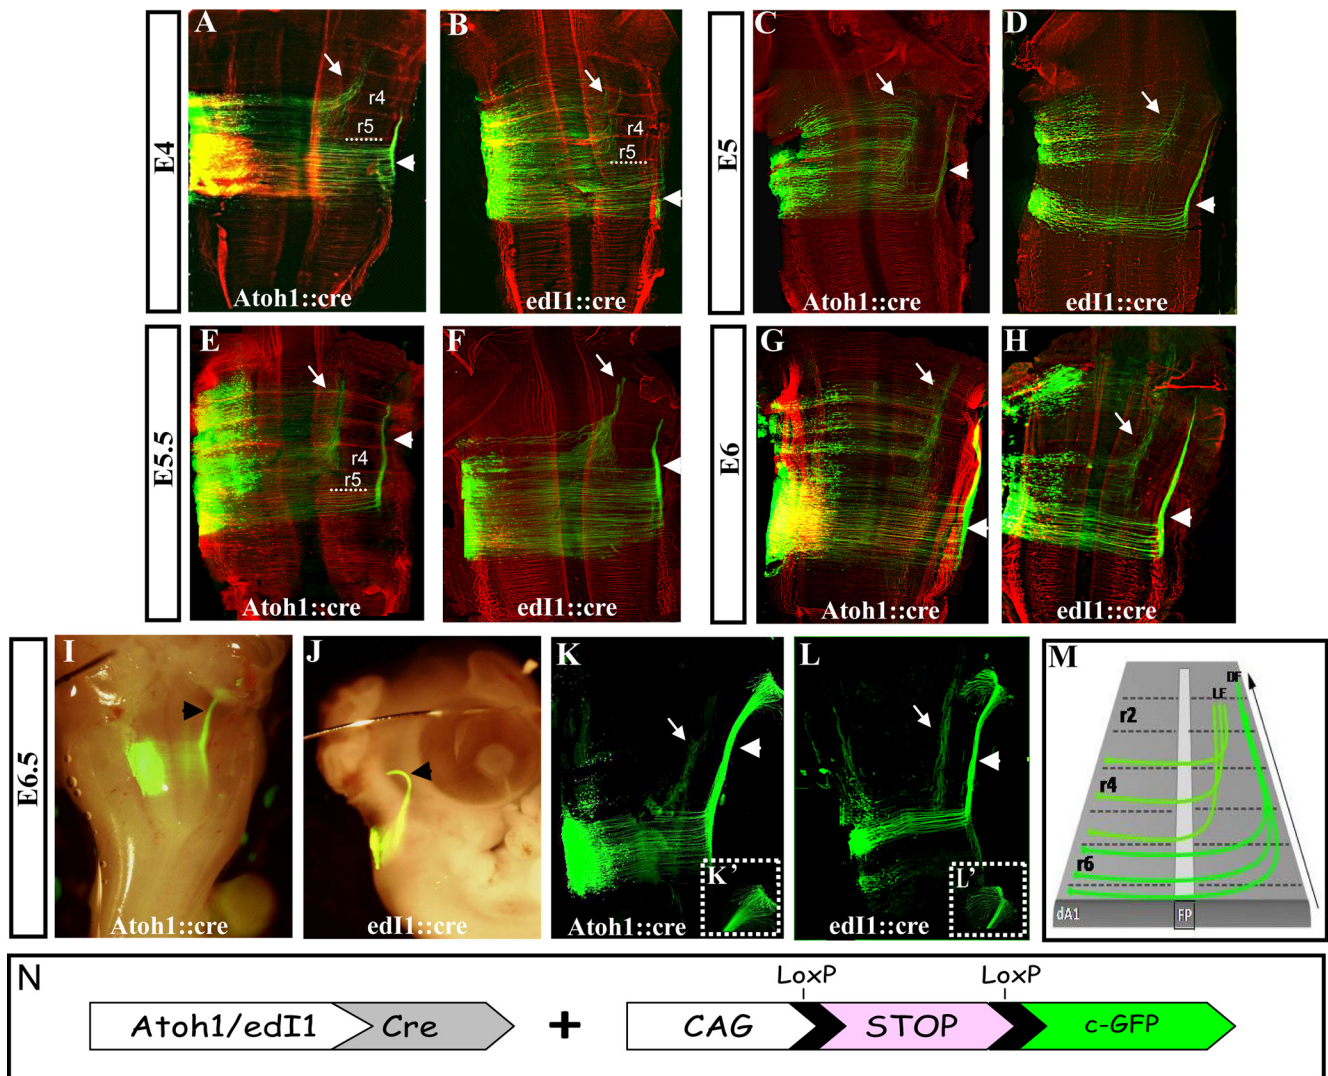 E4
A
r4
r5
Atoh1::cre
B
r4
r5
edI1::cre
E5
C
Atoh1::cre
D
edI1::cre
E5.5
E
r4
r5
Atoh1::cre
F
edI1::cre
E6
G
Atoh1::cre
H
edI1::cre
E6.5
I
Atoh1::cre
J
edI1::cre
K
K'
Atoh1::cre
L
L'
edI1::cre
M
DF
LF
r2
r4
r6
dA1
FP
N
LoxP
LoxP
Atoh1/edI1
Cre
+
CAG
STOP
c-GFP